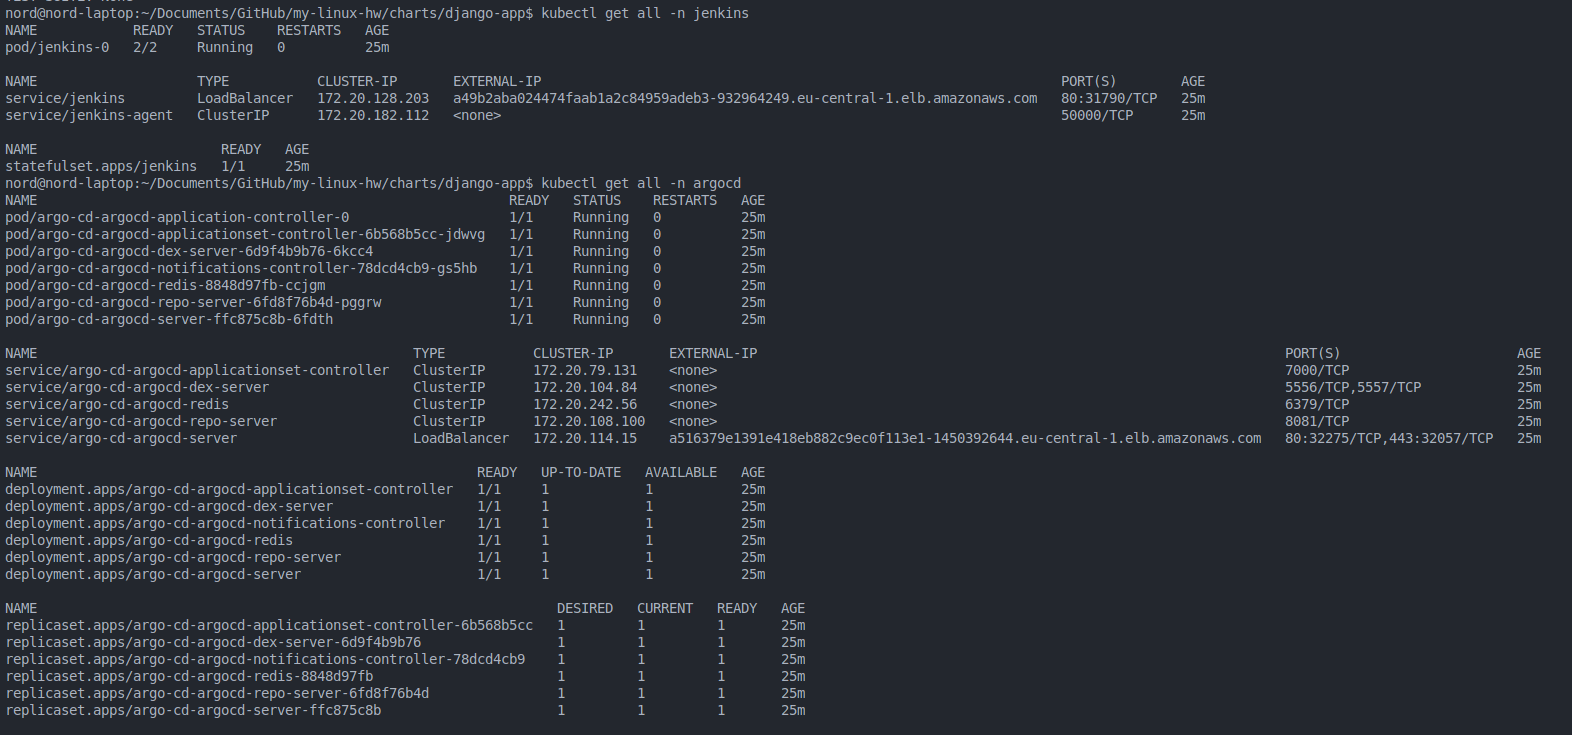 nord@nord-laptop:~/Documents/GitHub/my-linux-hw/charts/django-app$ kubectl get all -n jenkins
NAME            READY   STATUS    RESTARTS   AGE
pod/jenkins-0   2/2     Running   0          25m
NAME                    TYPE           CLUSTER-IP       EXTERNAL-IP                                                                 PORT(S)        AGE
service/jenkins         LoadBalancer   172.20.128.203   a49b2aba024474faab1a2c84959adeb3-932964249.eu-central-1.elb.amazonaws.com   80:31790/TCP   25m
service/jenkins-agent   ClusterIP      172.20.182.112   <none>                                                                      50000/TCP      25m
NAME                       READY   AGE
statefulset.apps/jenkins   1/1     25m
nord@nord-laptop:~/Documents/GitHub/my-linux-hw/charts/django-app$ kubectl get all -n argocd
NAME                                                           READY   STATUS    RESTARTS   AGE
pod/argo-cd-argocd-application-controller-0                    1/1     Running   0          25m
pod/argo-cd-argocd-applicationset-controller-6b568b5cc-jdwvg   1/1     Running   0          25m
pod/argo-cd-argocd-dex-server-6d9f4b9b76-6kcc4                 1/1     Running   0          25m
pod/argo-cd-argocd-notifications-controller-78dcd4cb9-gs5hb    1/1     Running   0          25m
pod/argo-cd-argocd-redis-8848d97fb-ccjgm                       1/1     Running   0          25m
pod/argo-cd-argocd-repo-server-6fd8f76b4d-pggrw                1/1     Running   0          25m
pod/argo-cd-argocd-server-ffc875c8b-6fdth                      1/1     Running   0          25m
NAME                                               TYPE           CLUSTER-IP       EXTERNAL-IP                                                                  PORT(S)                      AGE
service/argo-cd-argocd-applicationset-controller   ClusterIP      172.20.79.131    <none>                                                                       7000/TCP                     25m
service/argo-cd-argocd-dex-server                  ClusterIP      172.20.104.84    <none>                                                                       5556/TCP,5557/TCP            25m
service/argo-cd-argocd-redis                       ClusterIP      172.20.242.56    <none>                                                                       6379/TCP                     25m
service/argo-cd-argocd-repo-server                 ClusterIP      172.20.108.100   <none>                                                                       8081/TCP                     25m
service/argo-cd-argocd-server                      LoadBalancer   172.20.114.15    a516379e1391e418eb882c9ec0f113e1-1450392644.eu-central-1.elb.amazonaws.com   80:32275/TCP,443:32057/TCP   25m
NAME                                                       READY   UP-TO-DATE   AVAILABLE   AGE
deployment.apps/argo-cd-argocd-applicationset-controller   1/1     1            1           25m
deployment.apps/argo-cd-argocd-dex-server                  1/1     1            1           25m
deployment.apps/argo-cd-argocd-notifications-controller    1/1     1            1           25m
deployment.apps/argo-cd-argocd-redis                       1/1     1            1           25m
deployment.apps/argo-cd-argocd-repo-server                 1/1     1            1           25m
deployment.apps/argo-cd-argocd-server                      1/1     1            1           25m
NAME                                                                 DESIRED   CURRENT   READY   AGE
replicaset.apps/argo-cd-argocd-applicationset-controller-6b568b5cc   1         1         1       25m
replicaset.apps/argo-cd-argocd-dex-server-6d9f4b9b76                 1         1         1       25m
replicaset.apps/argo-cd-argocd-notifications-controller-78dcd4cb9    1         1         1       25m
replicaset.apps/argo-cd-argocd-redis-8848d97fb                       1         1         1       25m
replicaset.apps/argo-cd-argocd-repo-server-6fd8f76b4d                1         1         1       25m
replicaset.apps/argo-cd-argocd-server-ffc875c8b                      1         1         1       25m